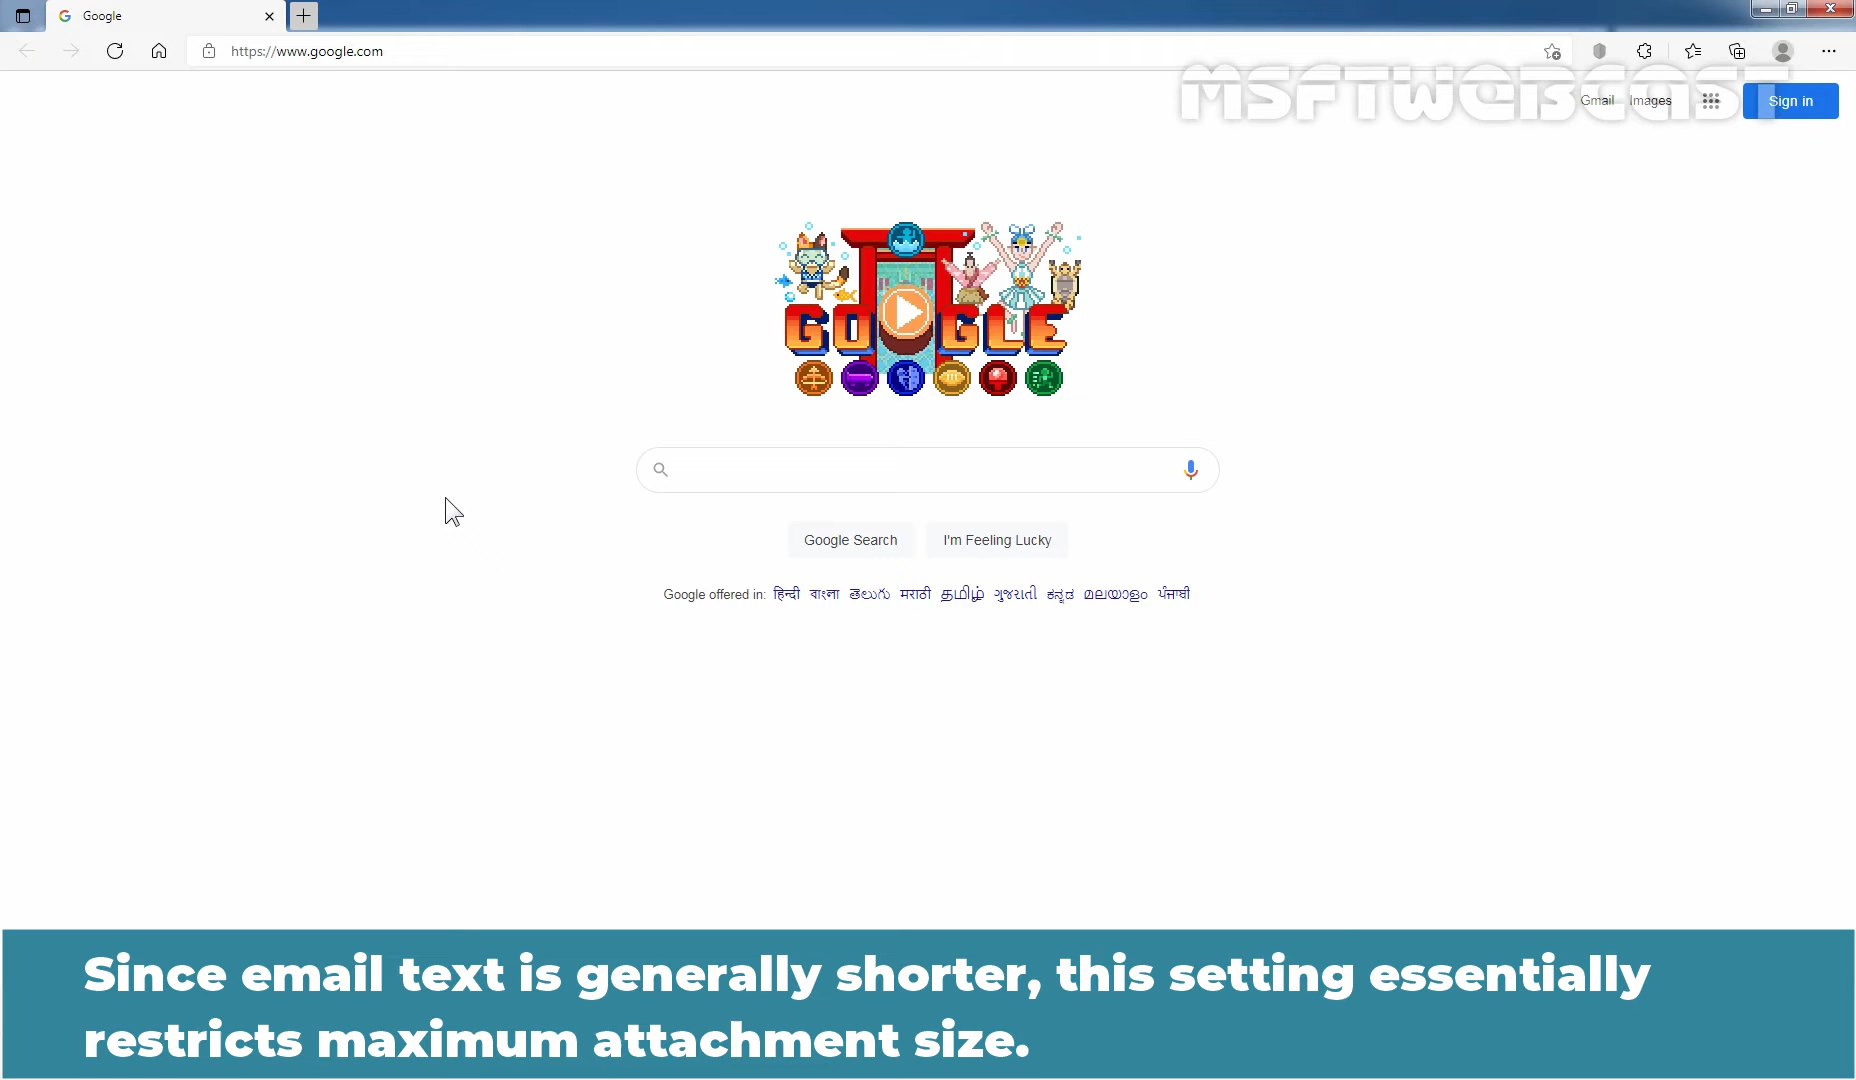 Google
https://www.google.com
MSFTWEBCAST
Gmail Images
Sign in
GOOGLE
Google Search I'm Feeling Lucky
Google offered in: हिन्दी বাংলা తెలుగు मराठी தமிழ் ગુજરાતી ಕನ್ನಡ മലയാളം ਪੰਜਾਬੀ
Since email text is generally shorter, this setting essentially
restricts maximum attachment size.